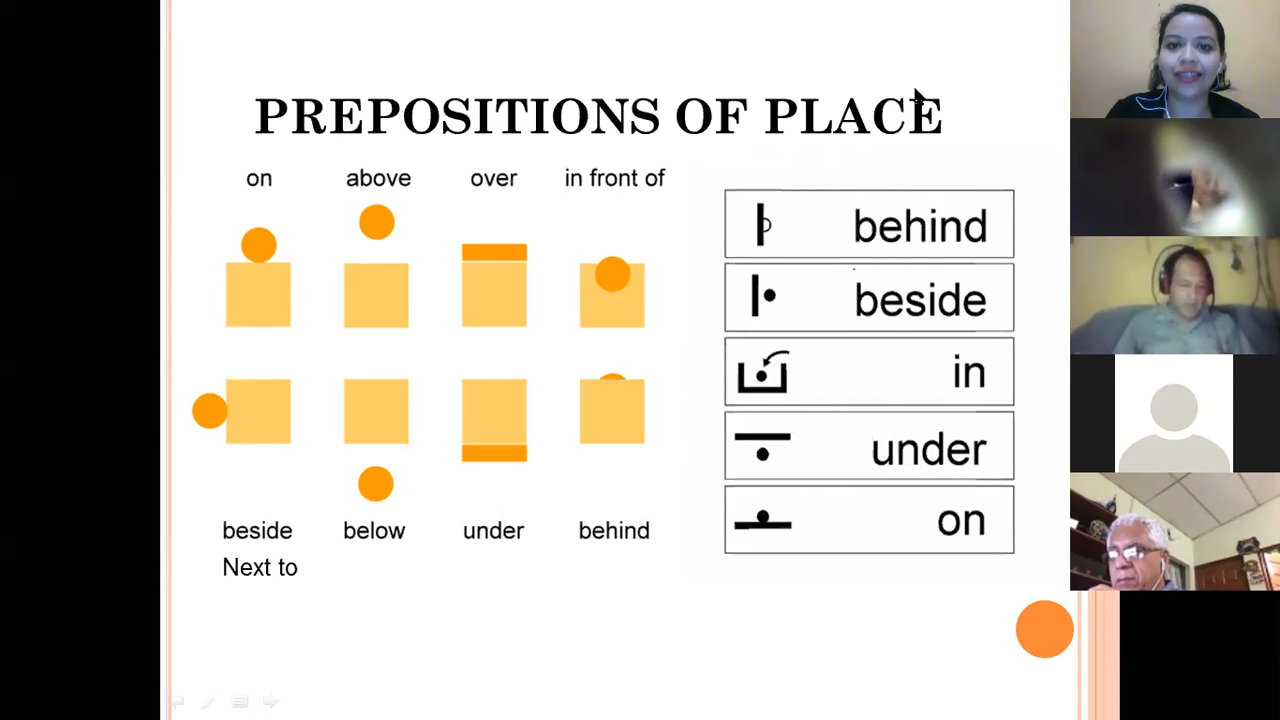 PREPOSITIONS OF PLACE
on above over in front of
beside below under behind
Next to
behind
beside
in
under
on